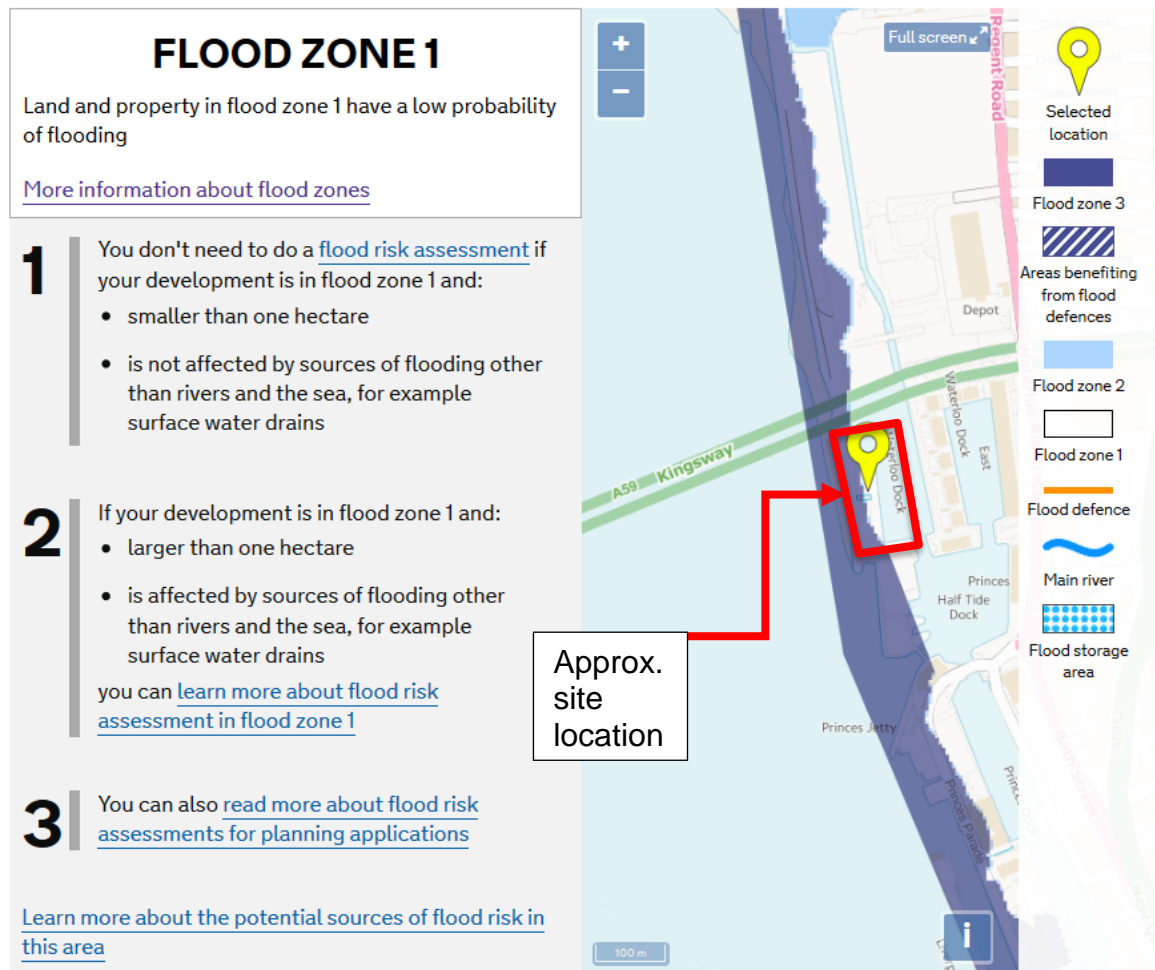 FLOOD ZONE 1
Land and property in flood zone 1 have a low probability
of flooding
More information about flood zones
1
You don't need to do a flood risk assessment if
your development is in flood zone 1 and:
• smaller than one hectare
• is not affected by sources of flooding other
than rivers and the sea, for example
surface water drains
2
If your development is in flood zone 1 and:
• larger than one hectare
• is affected by sources of flooding other
than rivers and the sea, for example
surface water drains
you can learn more about flood risk
assessment in flood zone 1
3
You can also read more about flood risk
assessments for planning applications
Learn more about the potential sources of flood risk in
this area
+
−
Full screen
Regent Road
Depot
Waterloo Dock
East
Waterloo Dock
A59 Kingsway
Princes
Half Tide
Dock
Approx.
site
location
Princes Jetty
Princes Parade
Bath Street
100 m
i
Selected
location
Flood zone 3
Areas benefiting
from flood
defences
Flood zone 2
Flood zone 1
Flood defence
Main river
Flood storage
area